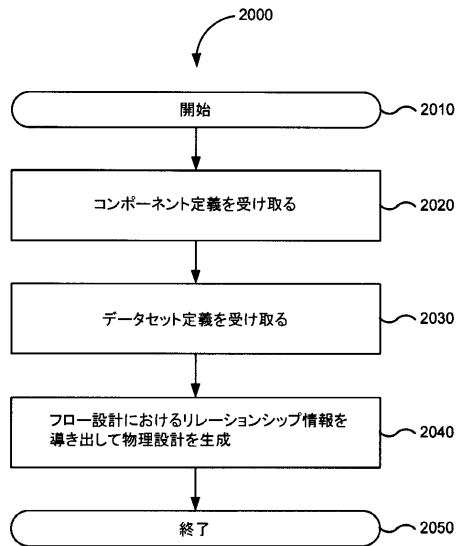 2000
開始
2010
コンポーネント定義を受け取る
2020
データセット定義を受け取る
2030
フロー設計におけるリレーションシップ情報を
導き出して物理設計を生成
2040
終了
2050